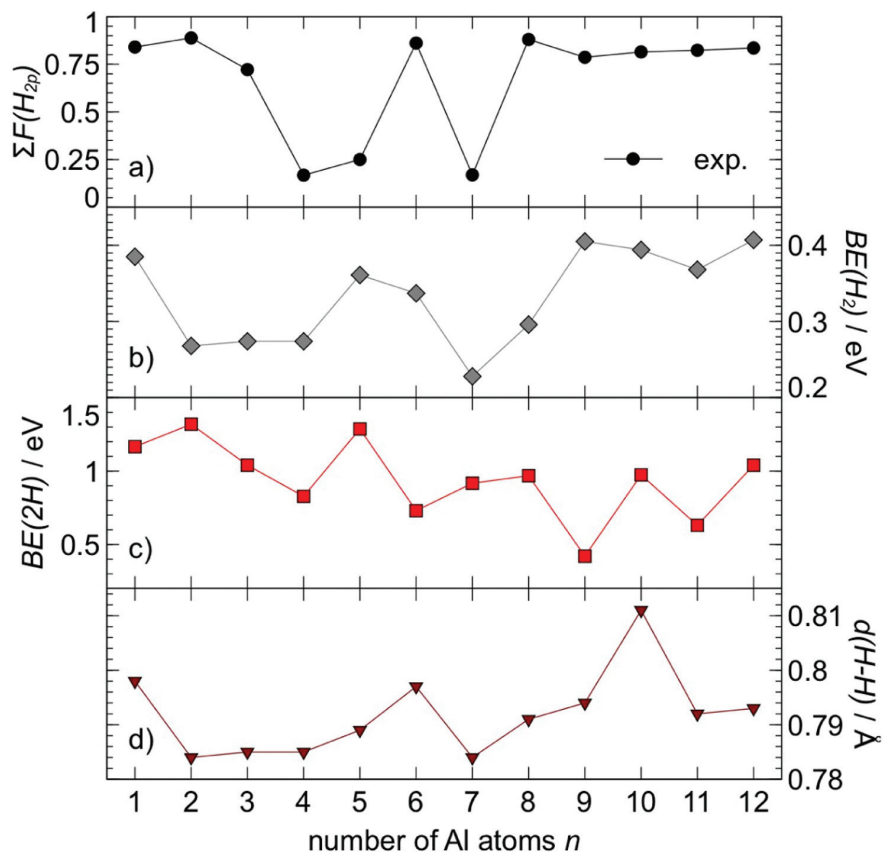 1
0.75
0.5
0.25
0
ΣF(H2p)
a)
exp.
0.4
0.3
0.2
BE(H2) / eV
b)
1.5
1
0.5
BE(2H) / eV
c)
0.81
0.8
0.79
0.78
d(H-H) / Å
d)
1 2 3 4 5 6 7 8 9 10 11 12
number of Al atoms n